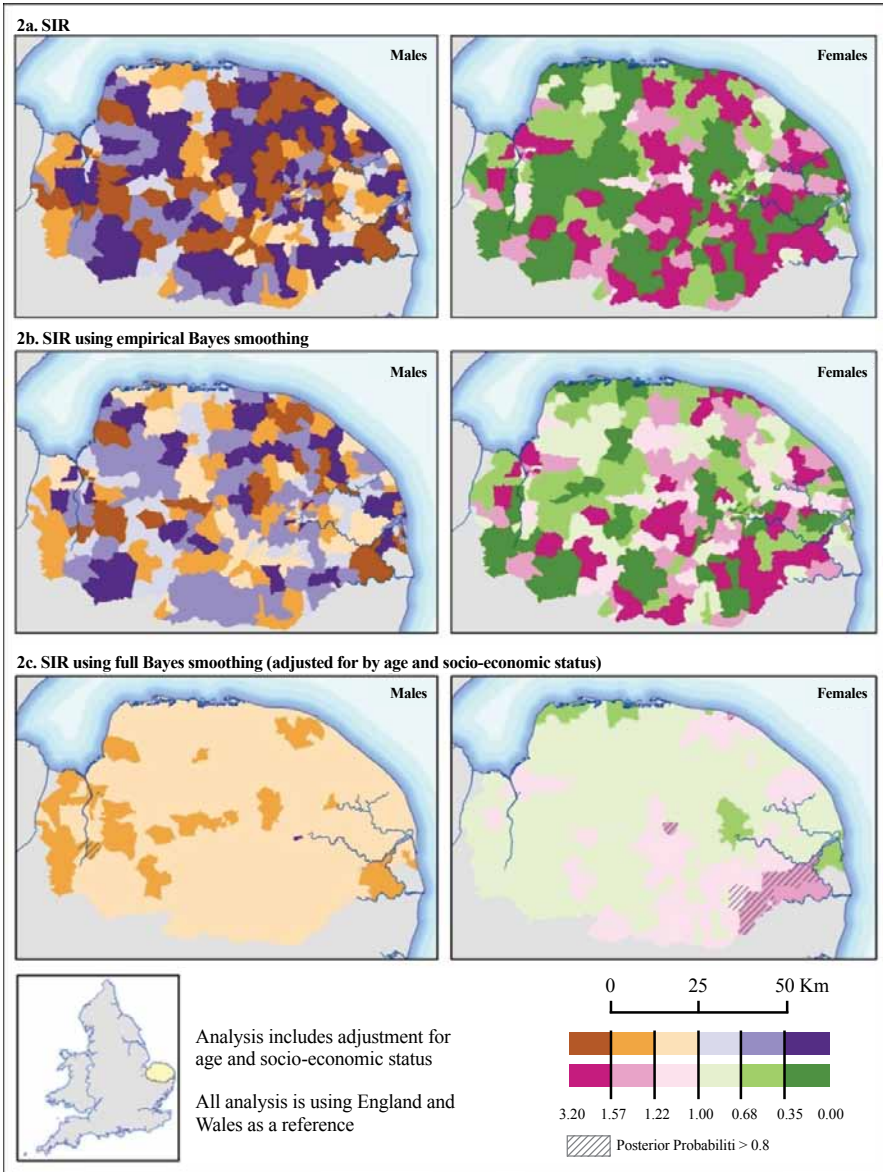 2a. SIR
Males
Females
2b. SIR using empirical Bayes smoothing
Males
Females
2c. SIR using full Bayes smoothing (adjusted for by age and socio-economic status)
Males
Females
Analysis includes adjustment for
age and socio-economic status
All analysis is using England and
Wales as a reference
0 25 50 Km
3.20 1.57 1.22 1.00 0.68 0.35 0.00
Posterior Probabiliti > 0.8